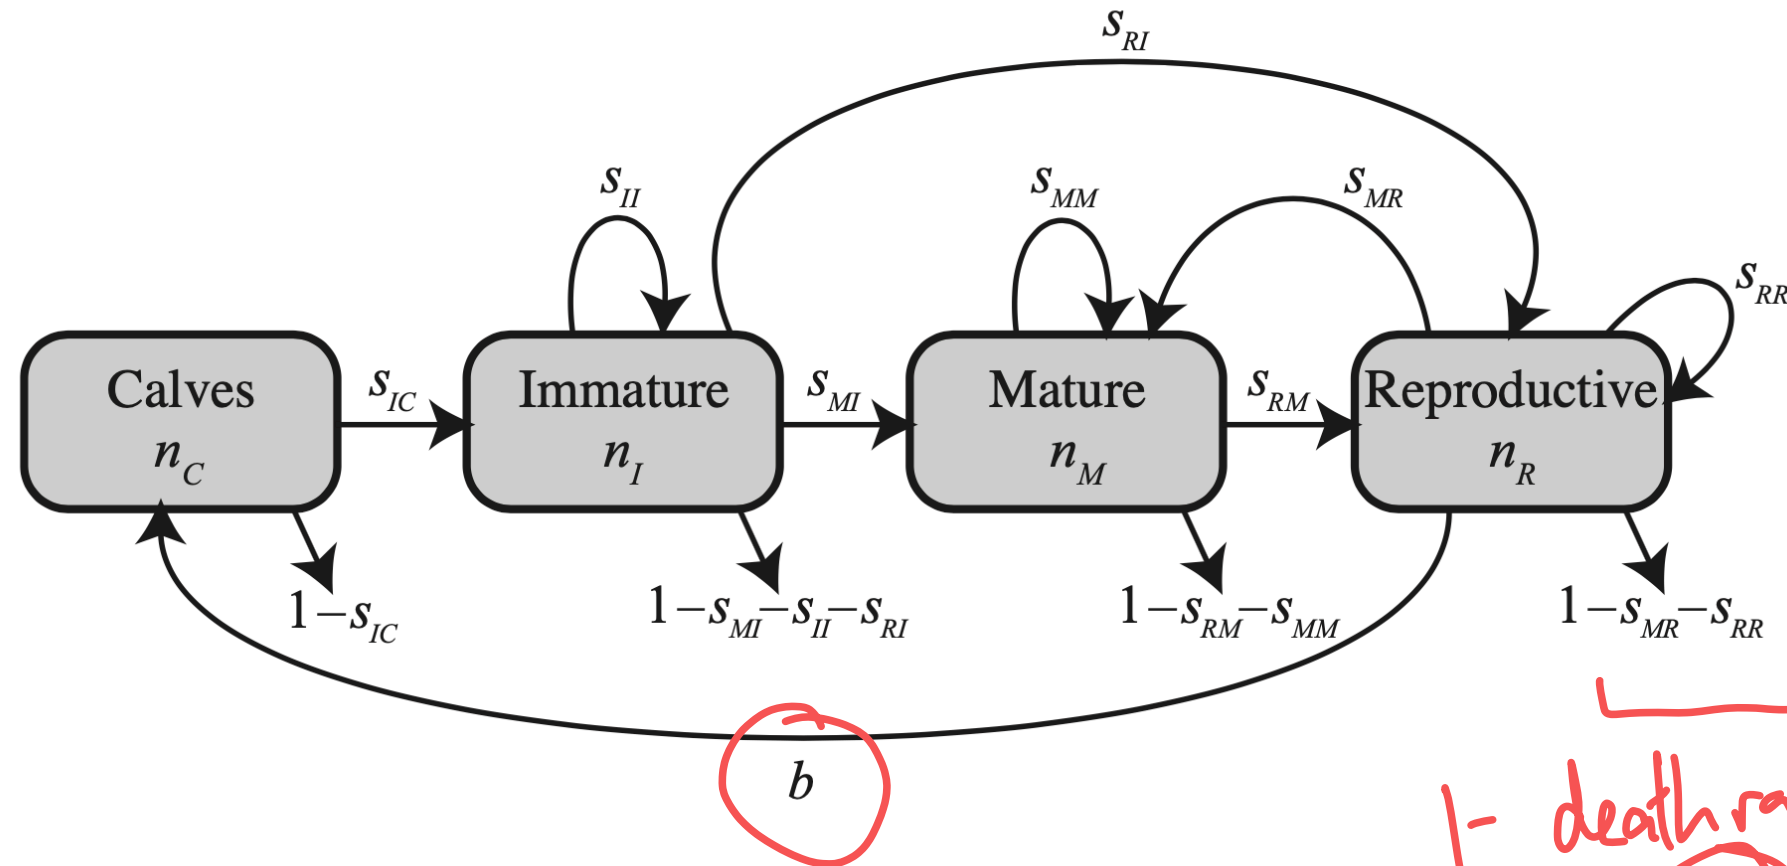 s_RI
s_II
s_MM
s_MR
s_RR
Calves
n_C
s_IC
Immature
n_I
s_MI
Mature
n_M
s_RM
Reproductive
n_R
1−s_IC
1−s_MI−s_II−s_RI
1−s_RM−s_MM
1−s_MR−s_RR
b
1- death